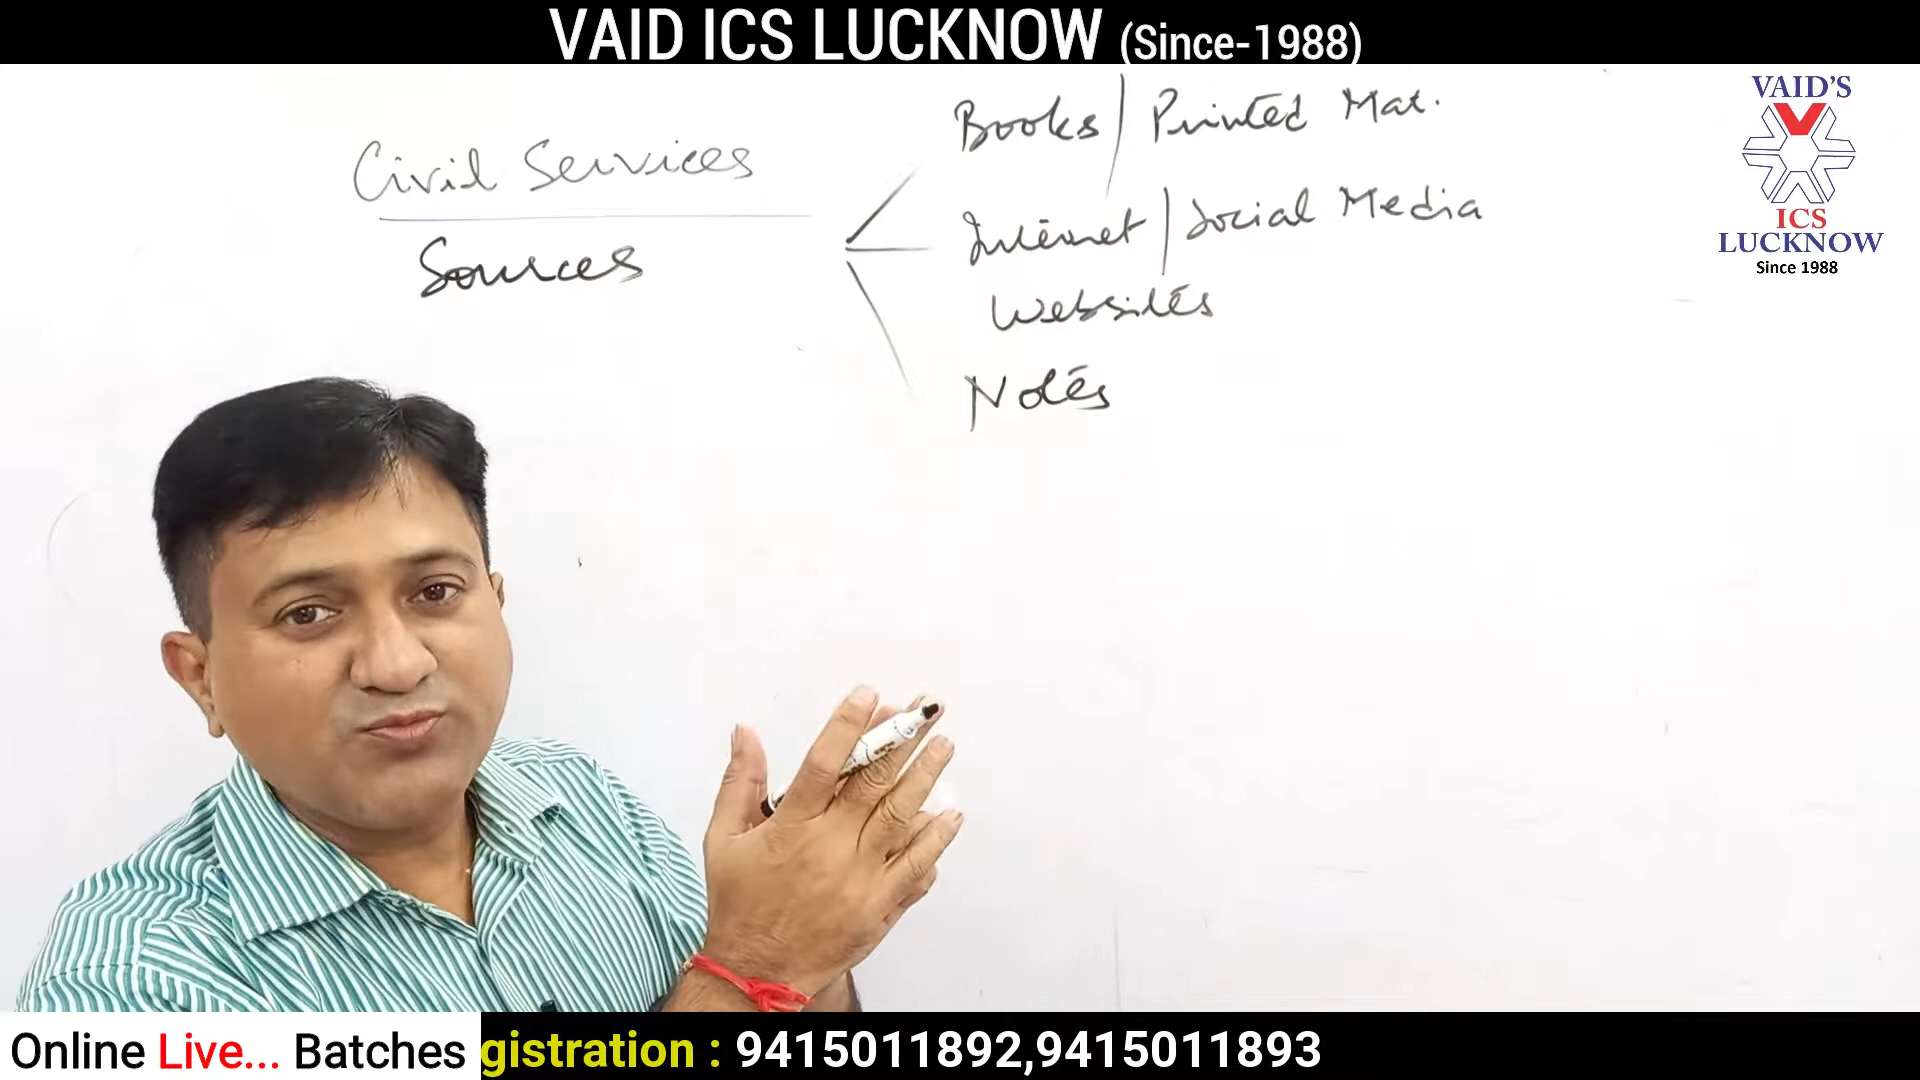 VAID ICS LUCKNOW (Since-1988)
VAID'S
ICS
LUCKNOW
Since 1988
Civil Services
Sources
Books / Printed Mat.
Internet / Social Media
Websites
Notes
Online Live... Batches gistration : 9415011892,9415011893